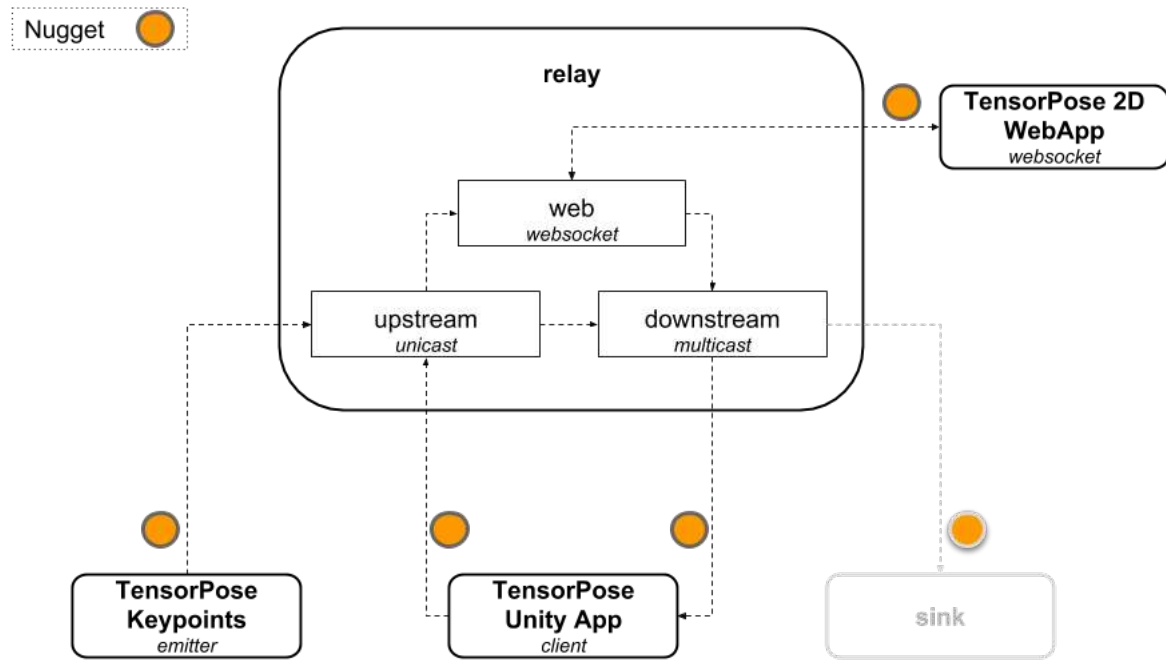 Nugget
relay
TensorPose 2D
WebApp
websocket
web
websocket
upstream
unicast
downstream
multicast
TensorPose
Keypoints
emitter
TensorPose
Unity App
client
sink